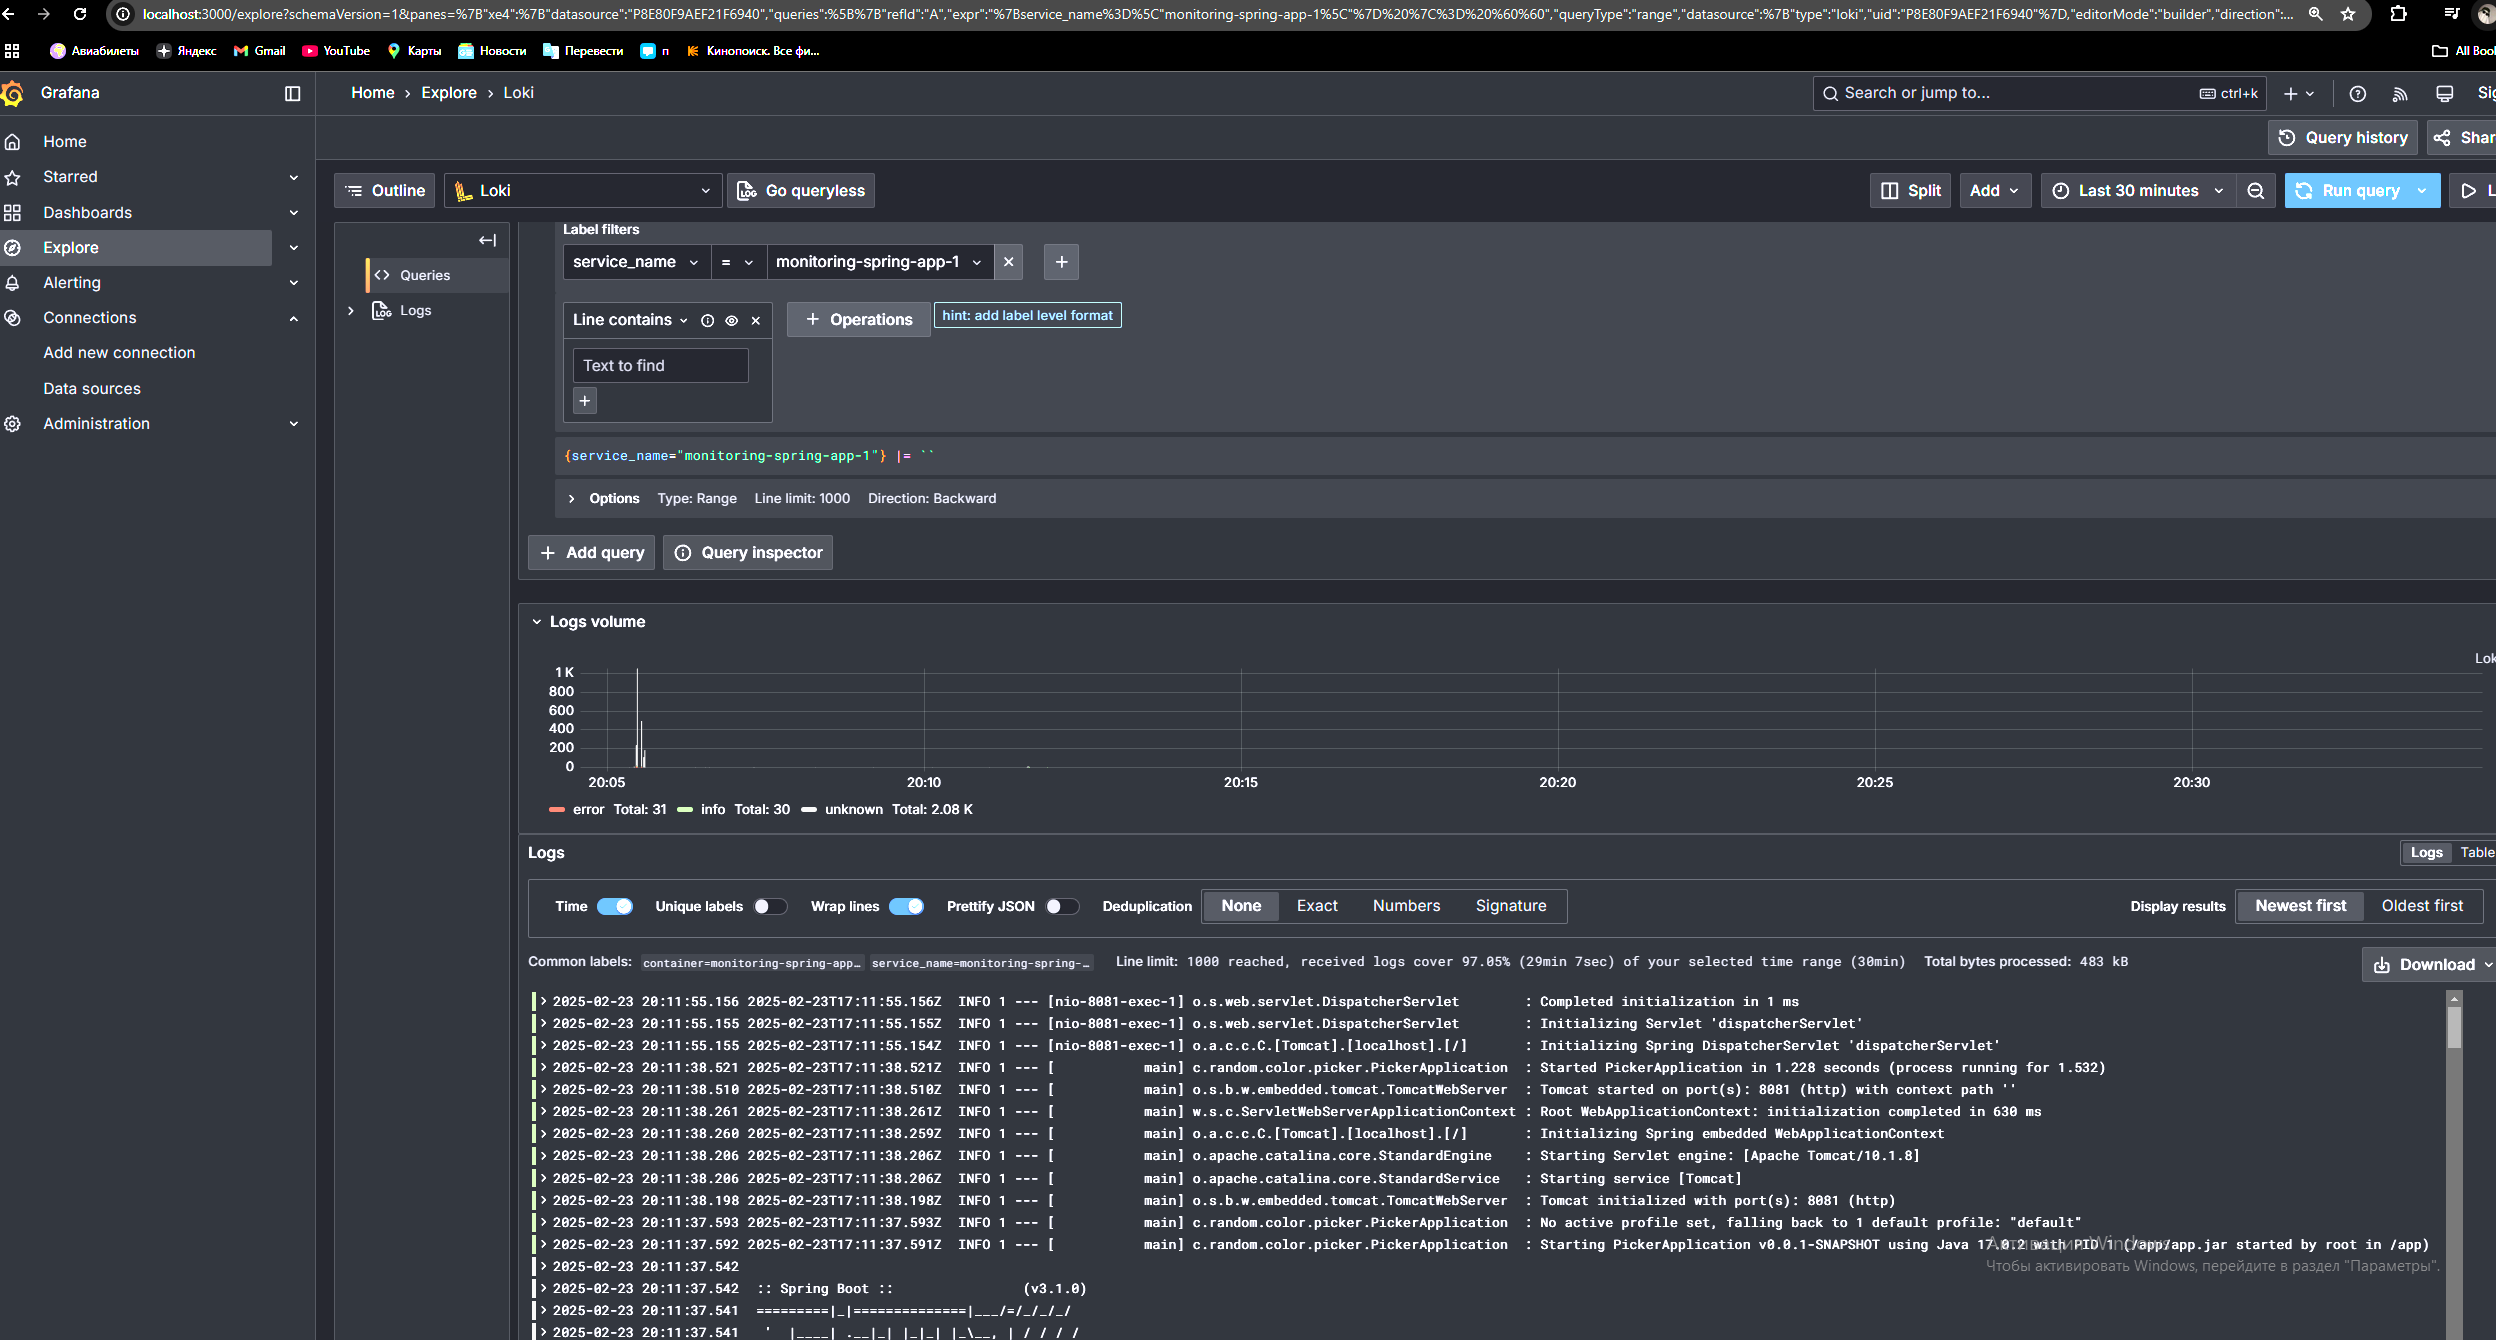 localhost:3000/explore?schemaVersion=1&panes=%7B"xe4":%7B"datasource":"P8E80F9AEF21F6940","queries":%5B%7B"refId":"A","expr":"%7Bservice_name%3D%5C"monitoring-spring-app-1%5C"%7D%20%7C%3D%20%60%60","queryType":"range","datasource":%7B"type":"loki","uid":"P8E80F9AEF21F6940"%7D,"editorMode":"builder","direction":...
Авиабилеты Яндекс Gmail YouTube Карты Новости Перевести п Кинопоиск. Все фи... All Bool
Grafana
Home › Explore › Loki
Search or jump to... ctrl+k
Sig
Home
Starred
Dashboards
Explore
Alerting
Connections
Add new connection
Data sources
Administration
Query history Shar
Outline Loki Go queryless Split Add Last 30 minutes Run query L
Queries
Logs
Label filters
service_name = monitoring-spring-app-1
Line contains
Operations
hint: add label level format
Text to find
{service_name="monitoring-spring-app-1"} |= ``
Options Type: Range Line limit: 1000 Direction: Backward
Add query Query inspector
Logs volume
Lok
1 K
800
600
400
200
0
20:05 20:10 20:15 20:20 20:25 20:30
error Total: 31 info Total: 30 unknown Total: 2.08 K
Logs
Logs Table
Time Unique labels Wrap lines Prettify JSON Deduplication None Exact Numbers Signature Display results Newest first Oldest first
Common labels: container=monitoring-spring-app… service_name=monitoring-spring-… Line limit: 1000 reached, received logs cover 97.05% (29min 7sec) of your selected time range (30min) Total bytes processed: 483 kB
Download
2025-02-23 20:11:55.156 2025-02-23T17:11:55.156Z INFO 1 --- [nio-8081-exec-1] o.s.web.servlet.DispatcherServlet : Completed initialization in 1 ms
2025-02-23 20:11:55.155 2025-02-23T17:11:55.155Z INFO 1 --- [nio-8081-exec-1] o.s.web.servlet.DispatcherServlet : Initializing Servlet 'dispatcherServlet'
2025-02-23 20:11:55.155 2025-02-23T17:11:55.154Z INFO 1 --- [nio-8081-exec-1] o.a.c.c.C.[Tomcat].[localhost].[/] : Initializing Spring DispatcherServlet 'dispatcherServlet'
2025-02-23 20:11:38.521 2025-02-23T17:11:38.521Z INFO 1 --- [ main] c.random.color.picker.PickerApplication : Started PickerApplication in 1.228 seconds (process running for 1.532)
2025-02-23 20:11:38.510 2025-02-23T17:11:38.510Z INFO 1 --- [ main] o.s.b.w.embedded.tomcat.TomcatWebServer : Tomcat started on port(s): 8081 (http) with context path ''
2025-02-23 20:11:38.261 2025-02-23T17:11:38.261Z INFO 1 --- [ main] w.s.c.ServletWebServerApplicationContext : Root WebApplicationContext: initialization completed in 630 ms
2025-02-23 20:11:38.260 2025-02-23T17:11:38.259Z INFO 1 --- [ main] o.a.c.c.C.[Tomcat].[localhost].[/] : Initializing Spring embedded WebApplicationContext
2025-02-23 20:11:38.206 2025-02-23T17:11:38.206Z INFO 1 --- [ main] o.apache.catalina.core.StandardEngine : Starting Servlet engine: [Apache Tomcat/10.1.8]
2025-02-23 20:11:38.206 2025-02-23T17:11:38.206Z INFO 1 --- [ main] o.apache.catalina.core.StandardService : Starting service [Tomcat]
2025-02-23 20:11:38.198 2025-02-23T17:11:38.198Z INFO 1 --- [ main] o.s.b.w.embedded.tomcat.TomcatWebServer : Tomcat initialized with port(s): 8081 (http)
2025-02-23 20:11:37.593 2025-02-23T17:11:37.593Z INFO 1 --- [ main] c.random.color.picker.PickerApplication : No active profile set, falling back to 1 default profile: "default"
2025-02-23 20:11:37.592 2025-02-23T17:11:37.591Z INFO 1 --- [ main] c.random.color.picker.PickerApplication : Starting PickerApplication v0.0.1-SNAPSHOT using Java 17.0.2 with PID 1 (/app/app.jar started by root in /app)
2025-02-23 20:11:37.542
2025-02-23 20:11:37.542 :: Spring Boot :: (v3.1.0)
2025-02-23 20:11:37.541 =========|_|==============|___/=/_/_/_/
2025-02-23 20:11:37.541 ' |____| .__|_| |_|_| |_\__, | / / / /
Активация Windows
Чтобы активировать Windows, перейдите в раздел "Параметры".